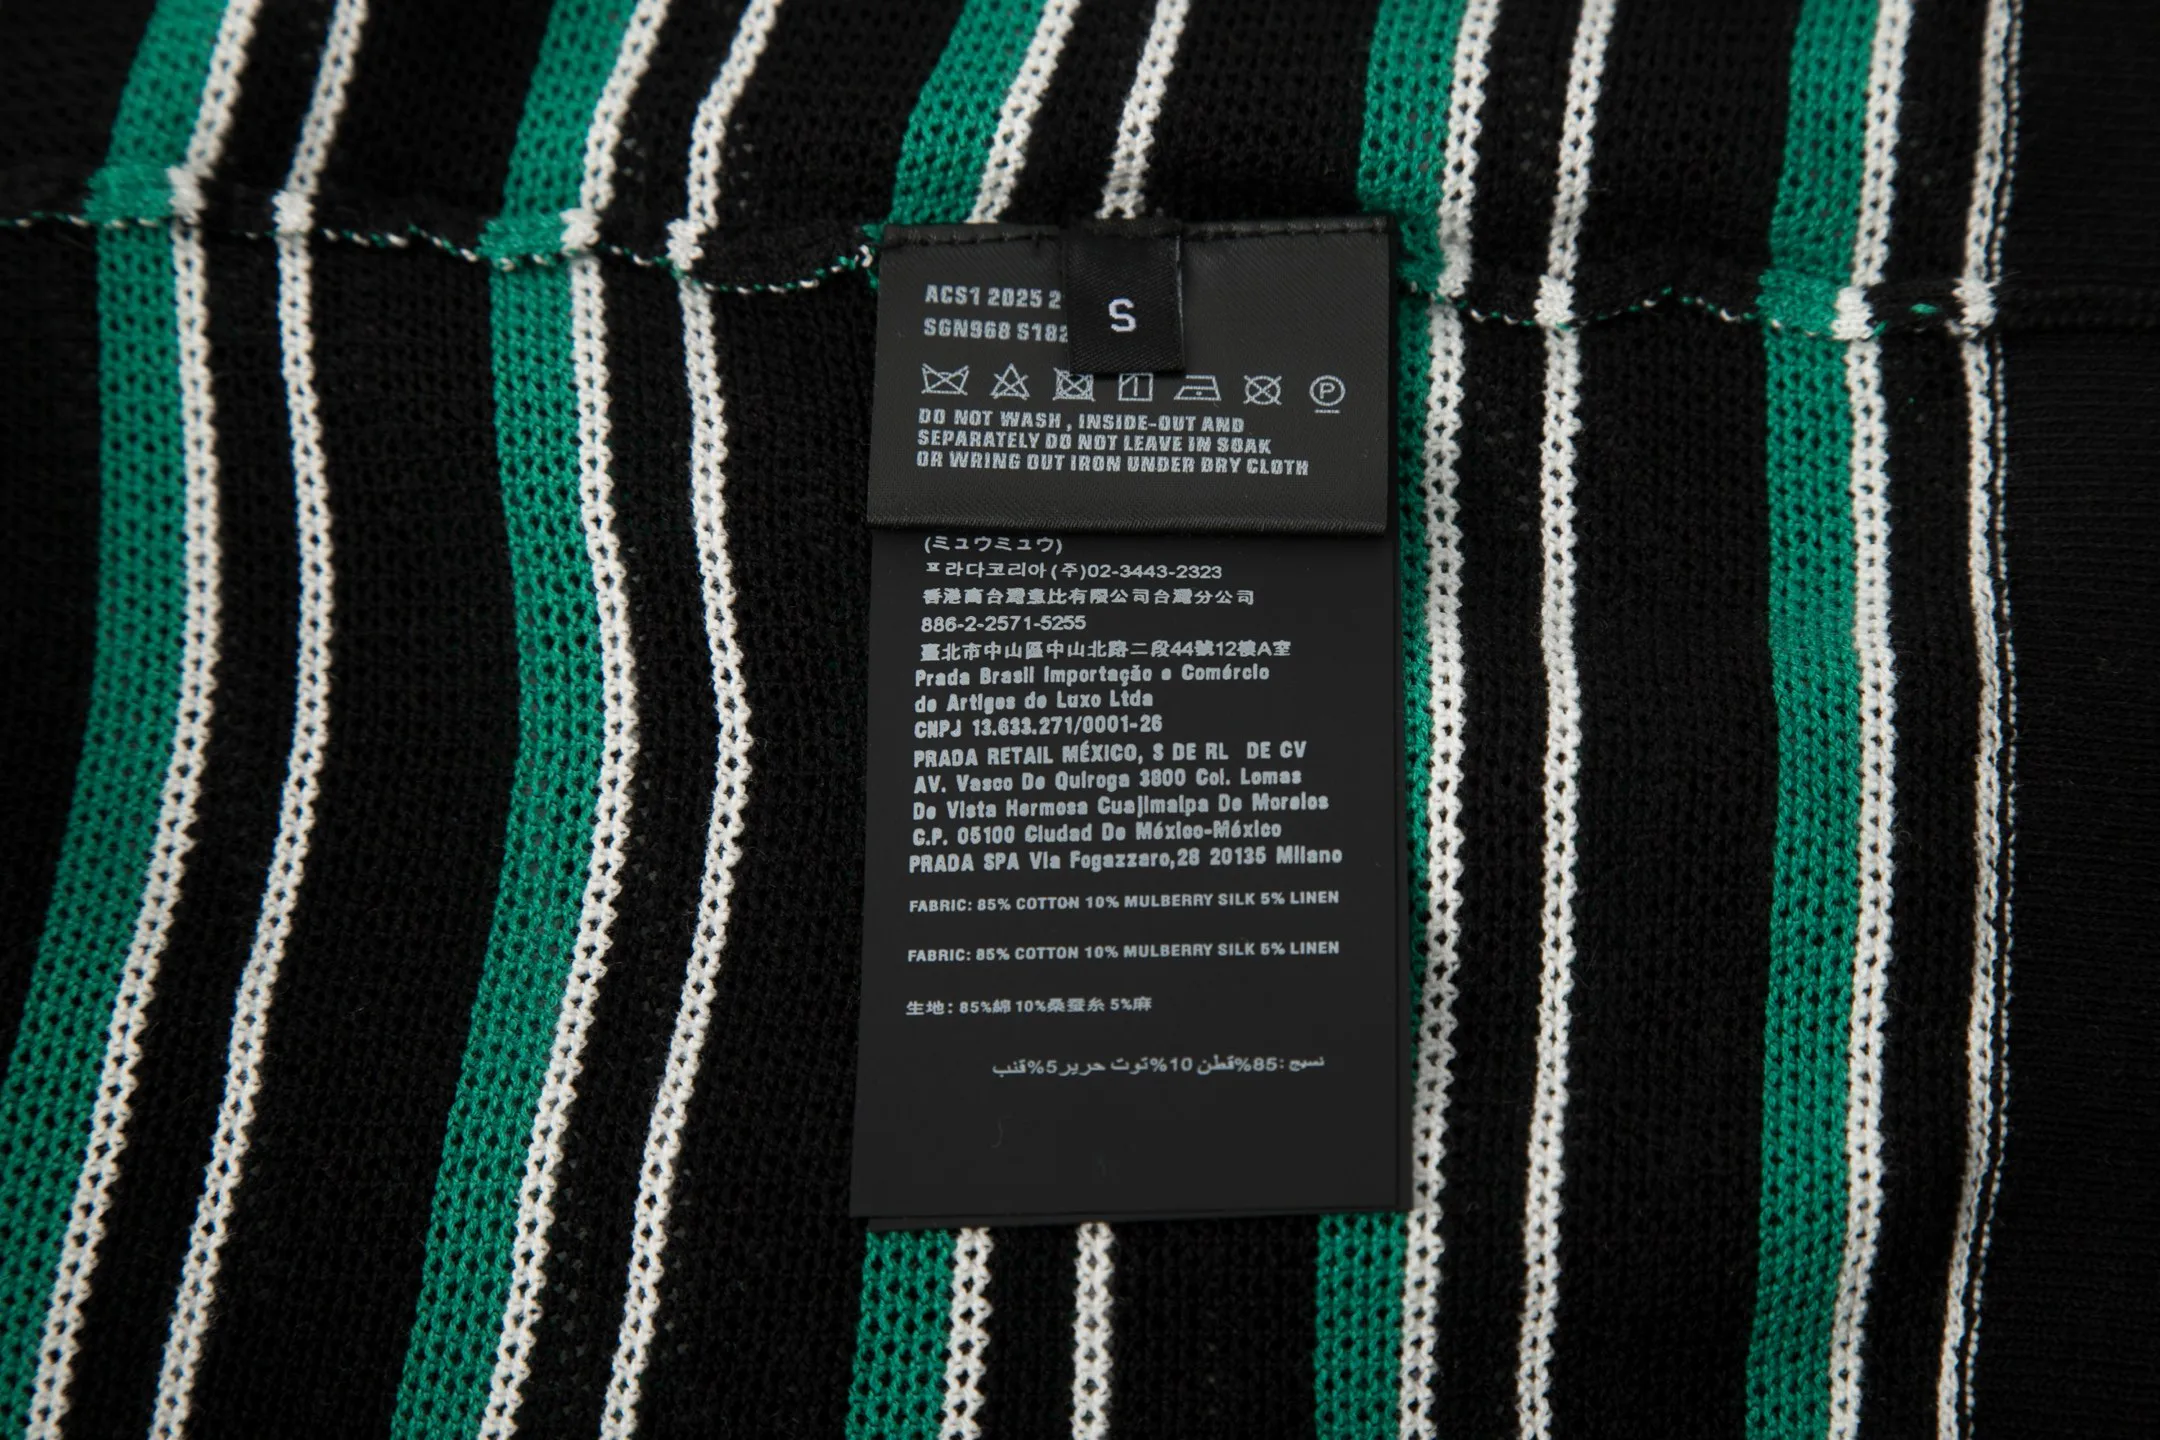 ACS1 2025 2
SGN968 S182
S
P
DO NOT WASH, INSIDE-OUT AND
SEPARATELY DO NOT LEAVE IN SOAK
OR WRING OUT IRON UNDER DRY CLOTH
(ミュウミュウ)
프라다코리아(주)02-3443-2323
香港商台灣意比有限公司台灣分公司
886-2-2571-5255
臺北市中山區中山北路二段44號12樓A室
Prada Brasil Importação e Comércio
de Artigos de Luxo Ltda
CNPJ 13.633.271/0001-26
PRADA RETAIL MÉXICO, S DE RL DE CV
AV. Vasco De Quiroga 3800 Col. Lomas
De Vista Hermosa Cuajimalpa De Morelos
C.P. 05100 Ciudad De México-México
PRADA SPA Via Fogazzaro,28 20135 Milano
FABRIC: 85% COTTON 10% MULBERRY SILK 5% LINEN
FABRIC: 85% COTTON 10% MULBERRY SILK 5% LINEN
生地: 85%綿 10%桑蚕糸 5%麻
نسيج: 85%قطن 10%توت حرير 5%قنب